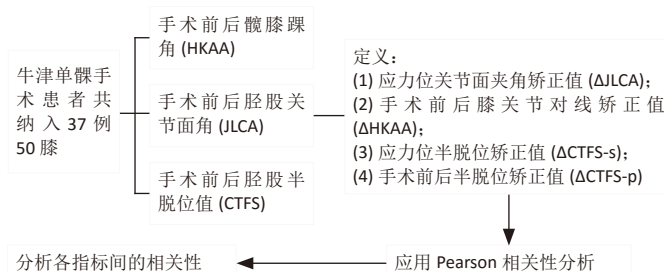 牛津单髁手
术患者共
纳入 37 例
50 膝
手术前后髋膝踝
角 (HKAA)
手术前后胫股关
节面角 (JLCA)
手术前后胫股半
脱位值 (CTFS)
定义：
(1) 应力位关节面夹角矫正值 (ΔJLCA)；
(2) 手术前后膝关节对线矫正值
(ΔHKAA)；
(3) 应力位半脱位矫正值 (ΔCTFS-s)；
(4) 手术前后半脱位矫正值 (ΔCTFS-p)
应用 Pearson 相关性分析
分析各指标间的相关性